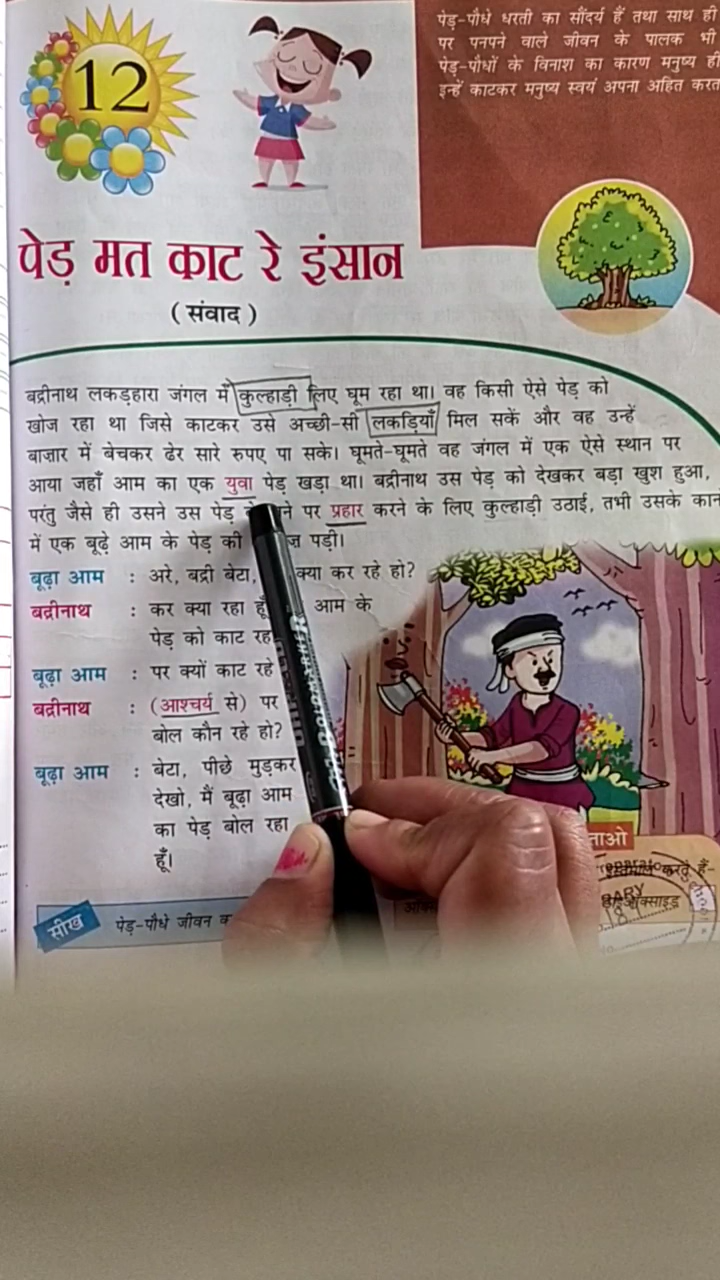 12
पेड़-पौधे धरती का सौंदर्य हैं तथा साथ ही
पर पनपने वाले जीवन के पालक भी
पेड़-पौधों के विनाश का कारण मनुष्य ही
इन्हें काटकर मनुष्य स्वयं अपना अहित करत
पेड़ मत काट रे इंसान
(संवाद)
बद्रीनाथ लकड़हारा जंगल में कुल्हाड़ी लिए घूम रहा था। वह किसी ऐसे पेड़ को
खोज रहा था जिसे काटकर उसे अच्छी-सी लकड़ियाँ मिल सकें और वह उन्हें
बाज़ार में बेचकर ढेर सारे रुपए पा सके। घूमते-घूमते वह जंगल में एक ऐसे स्थान पर
आया जहाँ आम का एक युवा पेड़ खड़ा था। बद्रीनाथ उस पेड़ को देखकर बड़ा खुश हुआ,
परंतु जैसे ही उसने उस पेड़ ने पर प्रहार करने के लिए कुल्हाड़ी उठाई, तभी उसके कान
में एक बूढ़े आम के पेड़ की ज़ पड़ी।
बूढ़ा आम : अरे, बद्री बेटा, क्या कर रहे हो?
बद्रीनाथ : कर क्या रहा हूँ आम के
पेड़ को काट रह
बूढ़ा आम : पर क्यों काट रहे
बद्रीनाथ : (आश्चर्य से) पर
बोल कौन रहे हो?
बूढ़ा आम : बेटा, पीछे मुड़कर
देखो, मैं बूढ़ा आम
का पेड़ बोल रहा
हूँ।
ताओ
करते हैं-
सीख पेड़-पौधे जीवन क